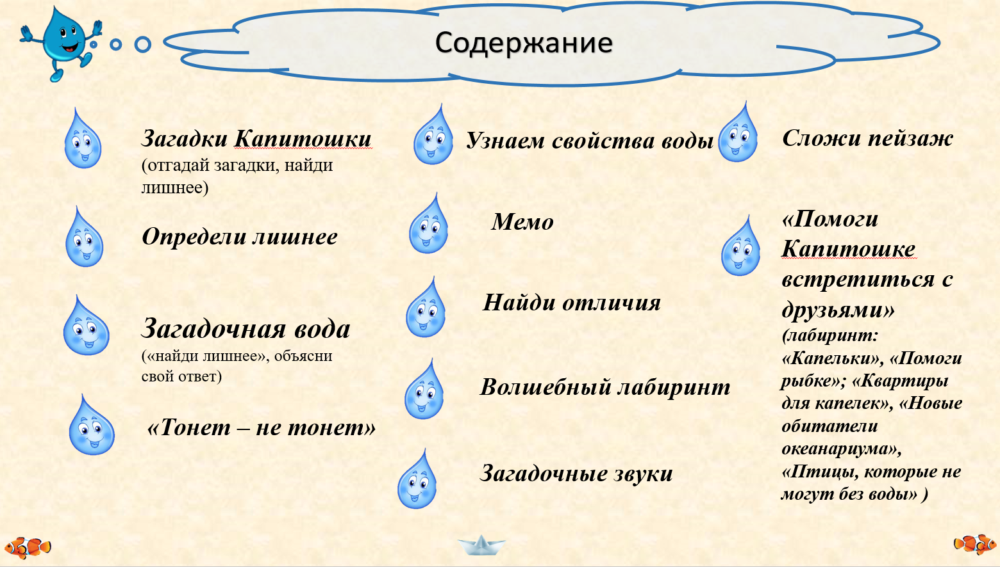 Содержание
Загадки Капитошки
(отгадай загадки, найди
лишнее)
Определи лишнее
Загадочная вода
(«найди лишнее», объясни
свой ответ)
«Тонет – не тонет»
Узнаем свойства воды
Мемо
Найди отличия
Волшебный лабиринт
Загадочные звуки
Сложи пейзаж
«Помоги
Капитошке
встретиться с
друзьями»
(лабиринт:
«Капельки», «Помоги
рыбке»; «Квартиры
для капелек», «Новые
обитатели
океанариума»,
«Птицы, которые не
могут без воды» )